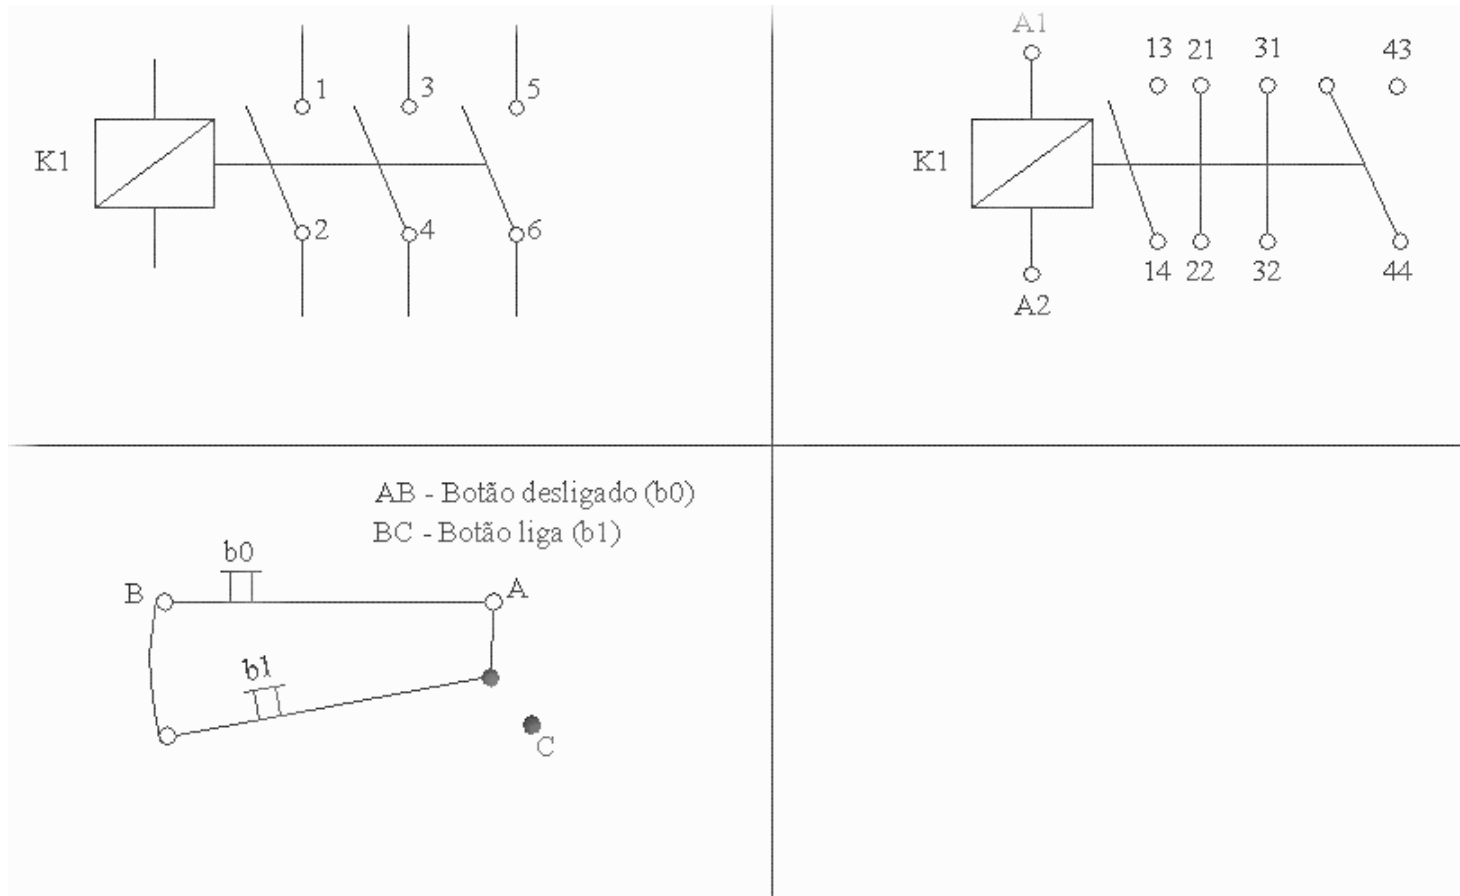 1 3 5
K1
2 4 6
A1
13 21 31 43
K1
14 22 32 44
A2
AB - Botão desligado (b0)
BC - Botão liga (b1)
b0
B A
b1
C